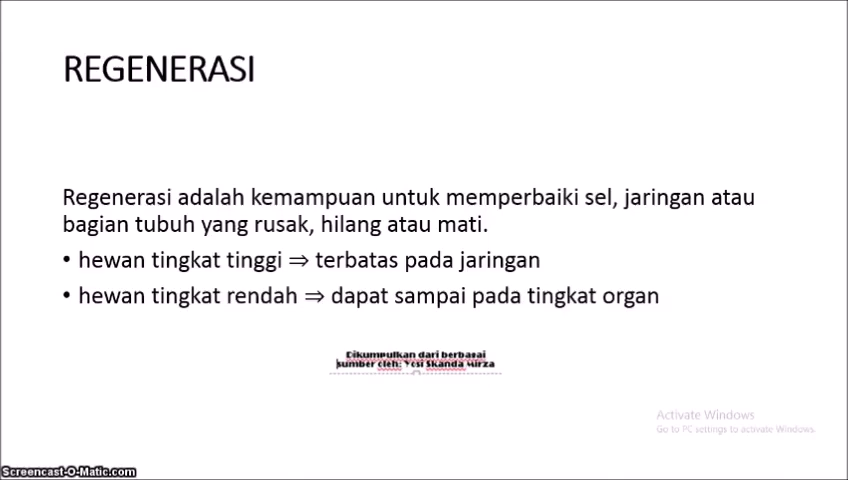 REGENERASI
Regenerasi adalah kemampuan untuk memperbaiki sel, jaringan atau
bagian tubuh yang rusak, hilang atau mati.
• hewan tingkat tinggi ⇒ terbatas pada jaringan
• hewan tingkat rendah ⇒ dapat sampai pada tingkat organ
Dikumpulkan dari berbagai
sumber oleh: Yosi Skanda Mirza
Activate Windows
Go to PC settings to activate Windows.
Screencast-O-Matic.com